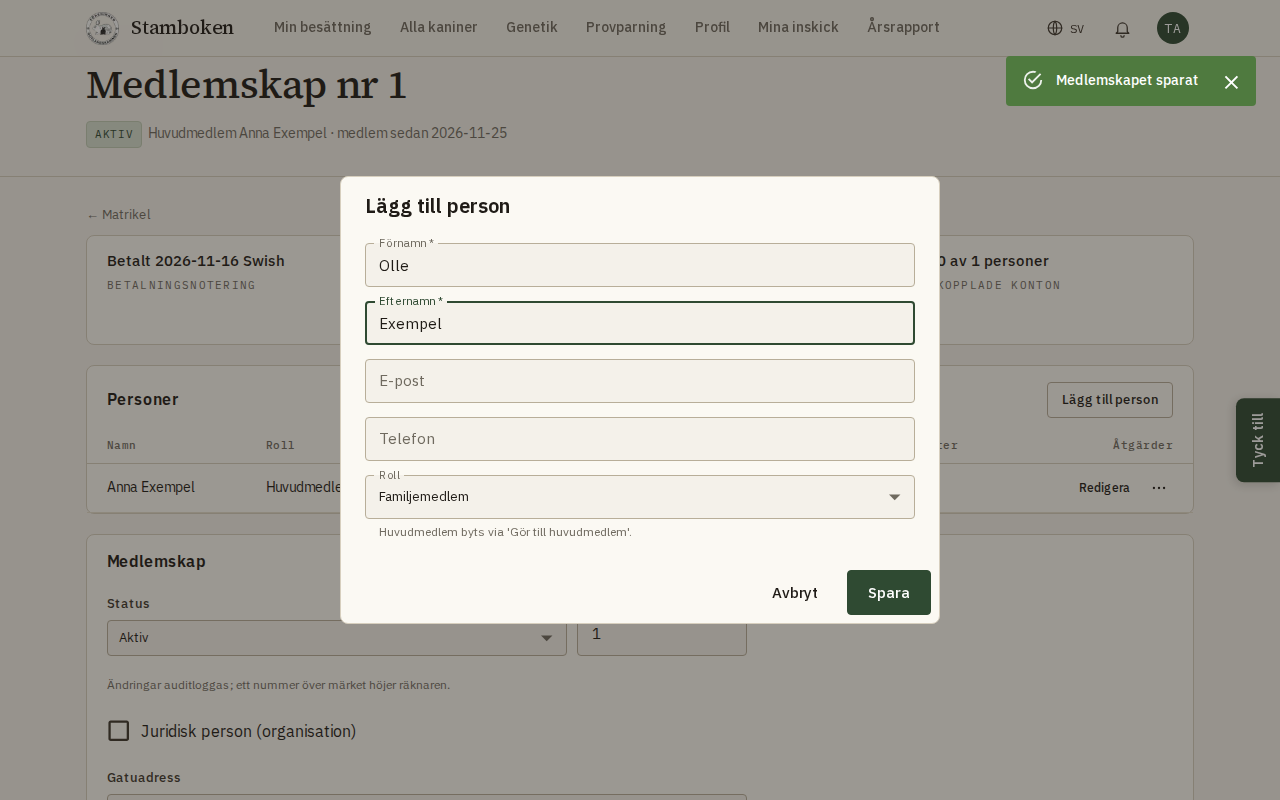 Stamboken
Min besättning
Alla kaniner
Genetik
Provparning
Profil
Mina inskick
Årsrapport
SV
TA
Medlemskap nr 1
Medlemskapet sparat
AKTIV
Huvudmedlem Anna Exempel · medlem sedan 2026-11-25
← Matrikel
Lägg till person
Förnamn *
Olle
Efternamn *
Exempel
E-post
Telefon
Roll
Familjemedlem
Huvudmedlem byts via 'Gör till huvudmedlem'.
Avbryt
Spara
Betalt 2026-11-16 Swish
BETALNINGSNOTERING
av 1 personer
KOPPLADE KONTON
Personer
Lägg till person
Namn
Roll
Åtgärder
Anna Exempel
Redigera
Tyck till
Medlemskap
Status
Aktiv
1
Ändringar auditloggas; ett nummer över märket höjer räknaren.
Juridisk person (organisation)
Gatuadress